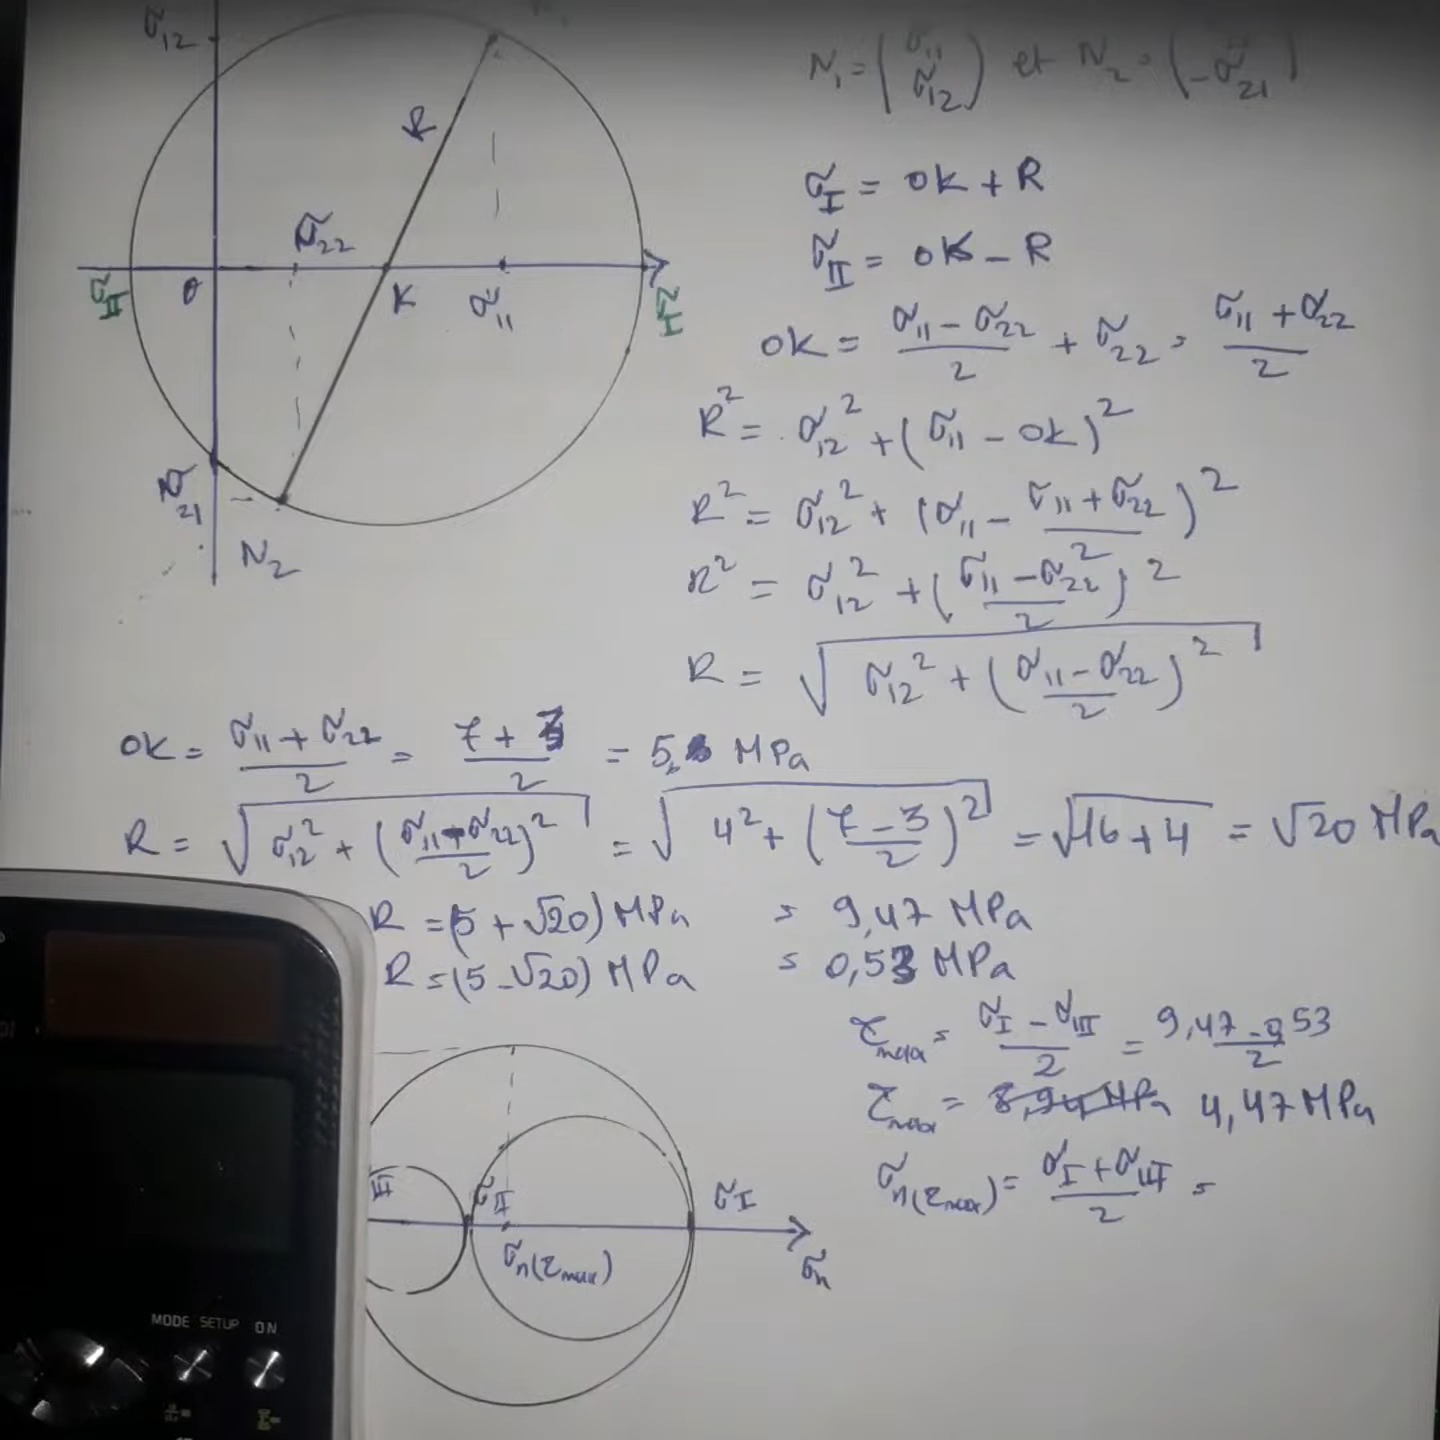 σ12
N1 = (σ11 σ12) et N2 = ( -σ21)
R
σI = OK + R
σ22
σII = OK - R
σII O K σ11
OK = (σ11 - σ22)/2 + σ22 = (σ11 + σ22)/2
R² = σ12² + (σ11 - OK)²
σ21
R² = σ12² + (σ11 - (σ11 + σ22)/2)²
N2
R² = σ12² + ((σ11 - σ22)/2)²
R = √(σ12² + ((σ11 - σ22)/2)²)
OK = (σ11 + σ22)/2 = (7 + 3)/2 = 5 MPa
R = √(σ12² + ((σ11 - σ22)/2)²) = √(4² + ((7 - 3)/2)²) = √(16 + 4) = √20 MPa
R = (5 + √20) MPa = 9,47 MPa
R = (5 - √20) MPa = 0,53 MPa
τmax = (σI - σIII)/2 = (9,47 - 0,53)/2
τmax = 8,94 MPa 4,47 MPa
σn(τmax) = (σI + σIII)/2 =
III σII σI
σn(τmax) σn
MODE SETUP ON